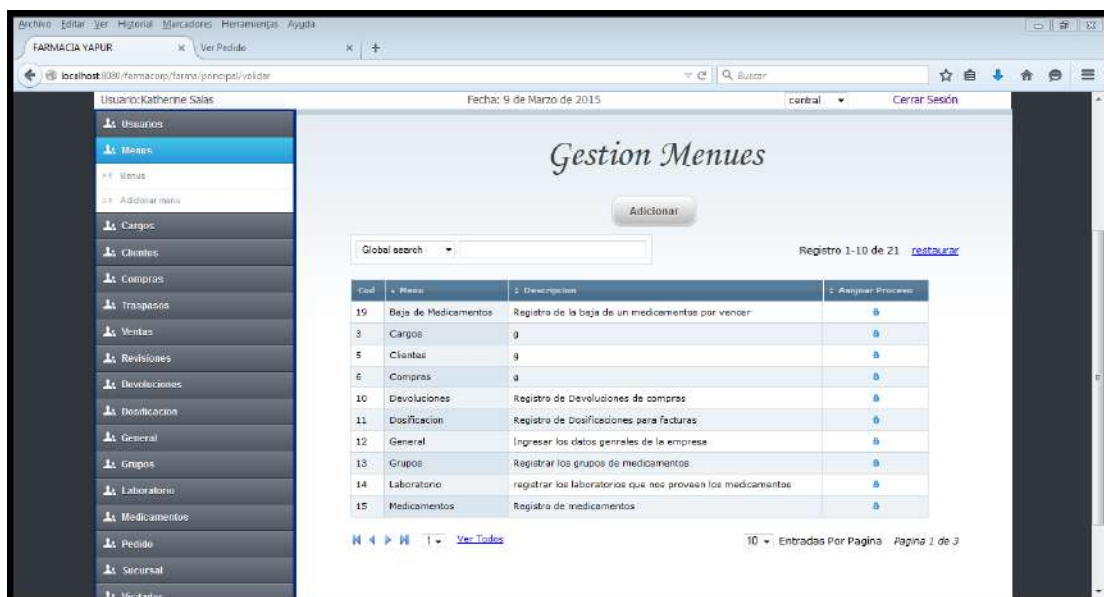 Archivo Editar Ver Historial Marcadores Herramientas Ayuda
FARMACIA YAPUR
Ver Pedido
localhost:8080/farmacorp/farma/principal/validar
Buscar
Usuario:Katherine Salas
Fecha: 9 de Marzo de 2015
central
Cerrar Sesión
Usuarios
Menus
Menus
Adicionar menu
Cargos
Clientes
Compras
Traspasos
Ventas
Revisiones
Devoluciones
Dosificacion
General
Grupos
Laboratorio
Medicamentos
Pedido
Sucursal
Visitador
Gestion Menues
Adicionar
Global search
Registro 1-10 de 21 restaurar
Cod Menu Descripcion Asignar Proceso
19 Baja de Medicamentos Registro de la baja de un medicamentos por vencer
3 Cargos g
5 Clientes g
6 Compras g
10 Devoluciones Registro de Devoluciones de compras
11 Dosificacion Registro de Dosificaciones para facturas
12 General Ingresar los datos genrales de la empresa
13 Grupos Registrar los grupos de medicamentos
14 Laboratorio registrar los laboratorios que nos proveen los medicamentos
15 Medicamentos Registro de medicamentos
1 Ver Todos
10 Entradas Por Pagina Pagina 1 de 3